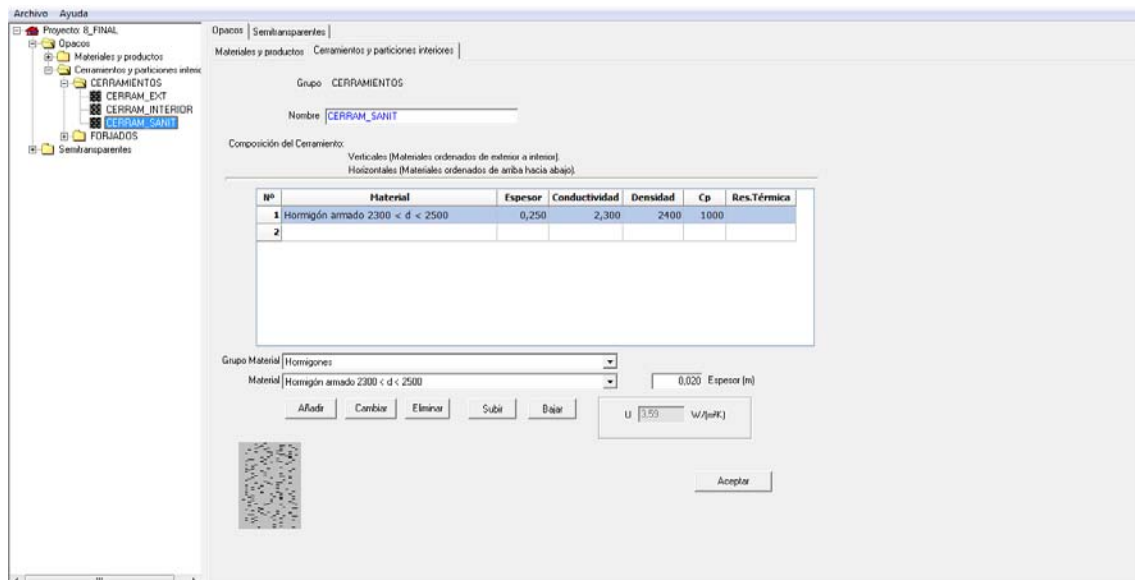 Archivo Ayuda
Proyecto: 8_FINAL
Opacos
Materiales y productos
Cerramientos y particiones interic
CERRAMIENTOS
CERRAM_EXT
CERRAM_INTERIOR
CERRAM_SANIT
FORJADOS
Semitransparentes
Opacos Semitransparentes
Materiales y productos Cerramientos y particiones interiores
Grupo CERRAMIENTOS
Nombre CERRAM_SANIT
Composición del Cerramiento:
Verticales (Materiales ordenados de exterior a interior).
Horizontales (Materiales ordenados de arriba hacia abajo).
Nº Material Espesor Conductividad Densidad Cp Res.Térmica
1 Hormigón armado 2300 < d < 2500 0,250 2,300 2400 1000
2
Grupo Material Hormigones
Material Hormigón armado 2300 < d < 2500 0,020 Espesor (m)
Añadir Cambiar Eliminar Subir Bajar U 3,59 W/(m²K)
Aceptar